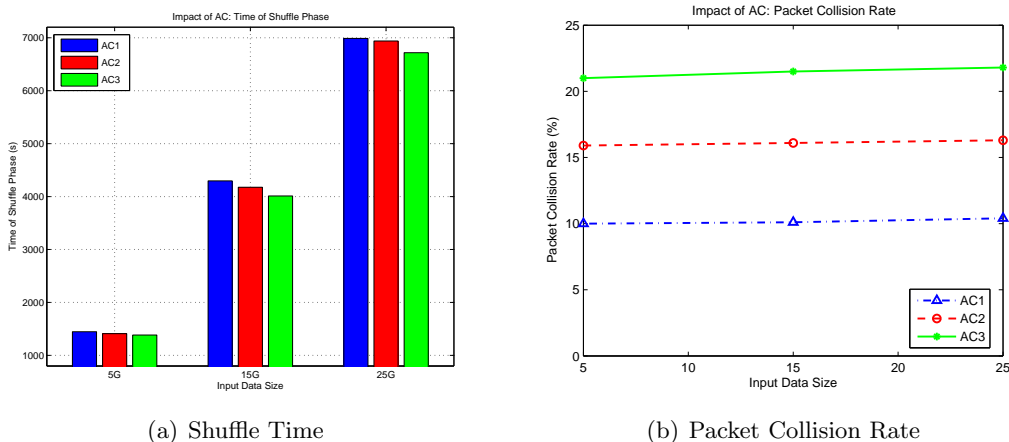 Impact of AC: Time of Shuffle Phase
AC1
AC2
AC3
7000
6000
5000
4000
3000
2000
1000
Time of Shuffle Phase (s)
5G
15G
25G
Input Data Size
(a) Shuffle Time
Impact of AC: Packet Collision Rate
25
20
15
10
5
0
Packet Collision Rate (%)
AC1
AC2
AC3
5
10
15
20
25
Input Data Size
(b) Packet Collision Rate